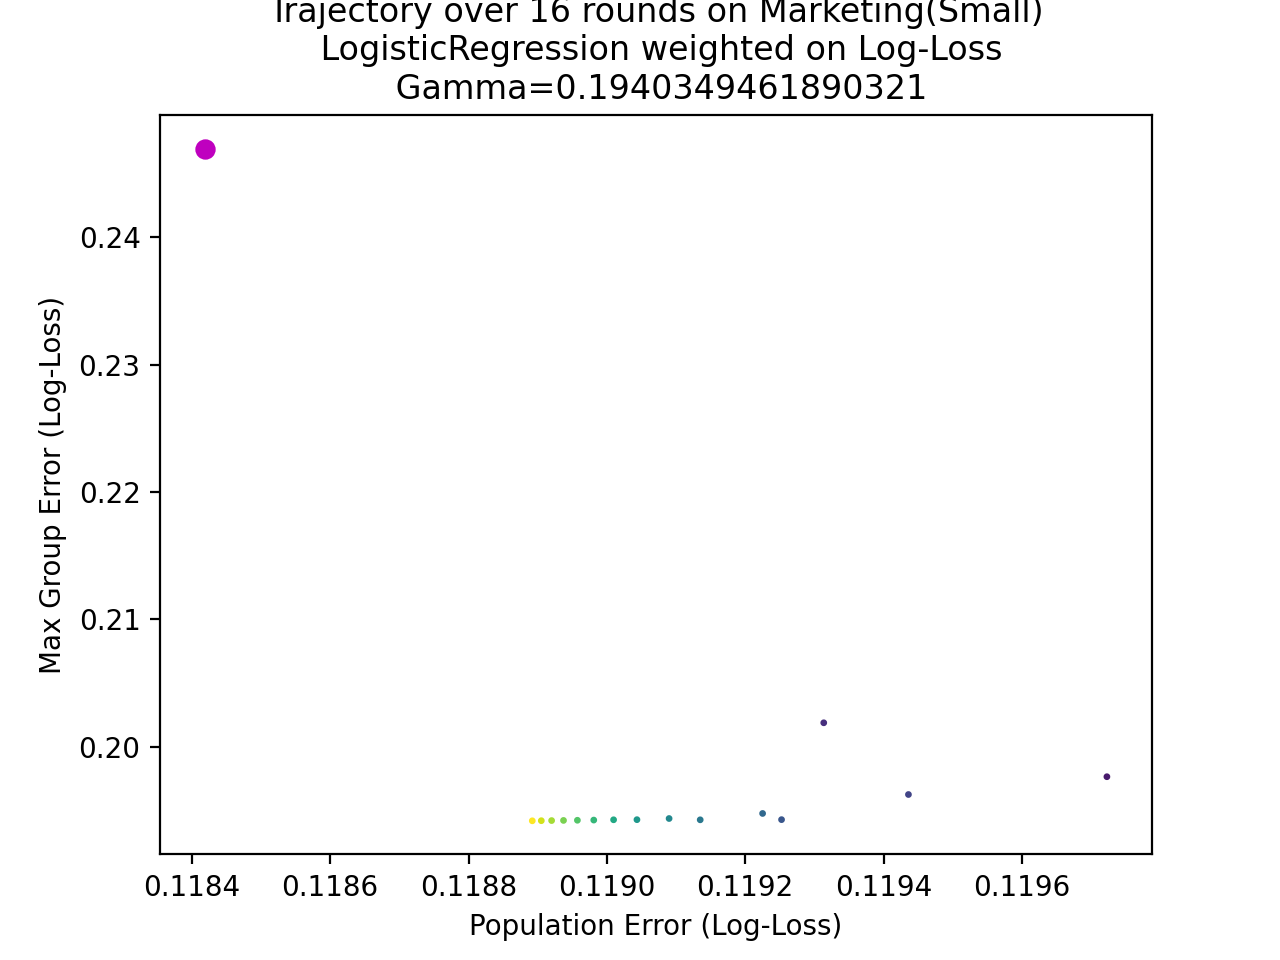 Trajectory over 16 rounds on Marketing(Small)
LogisticRegression weighted on Log-Loss
Gamma=0.1940349461890321
0.24
0.23
0.22
0.21
0.20
Max Group Error (Log-Loss)
0.1184 0.1186 0.1188 0.1190 0.1192 0.1194 0.1196
Population Error (Log-Loss)